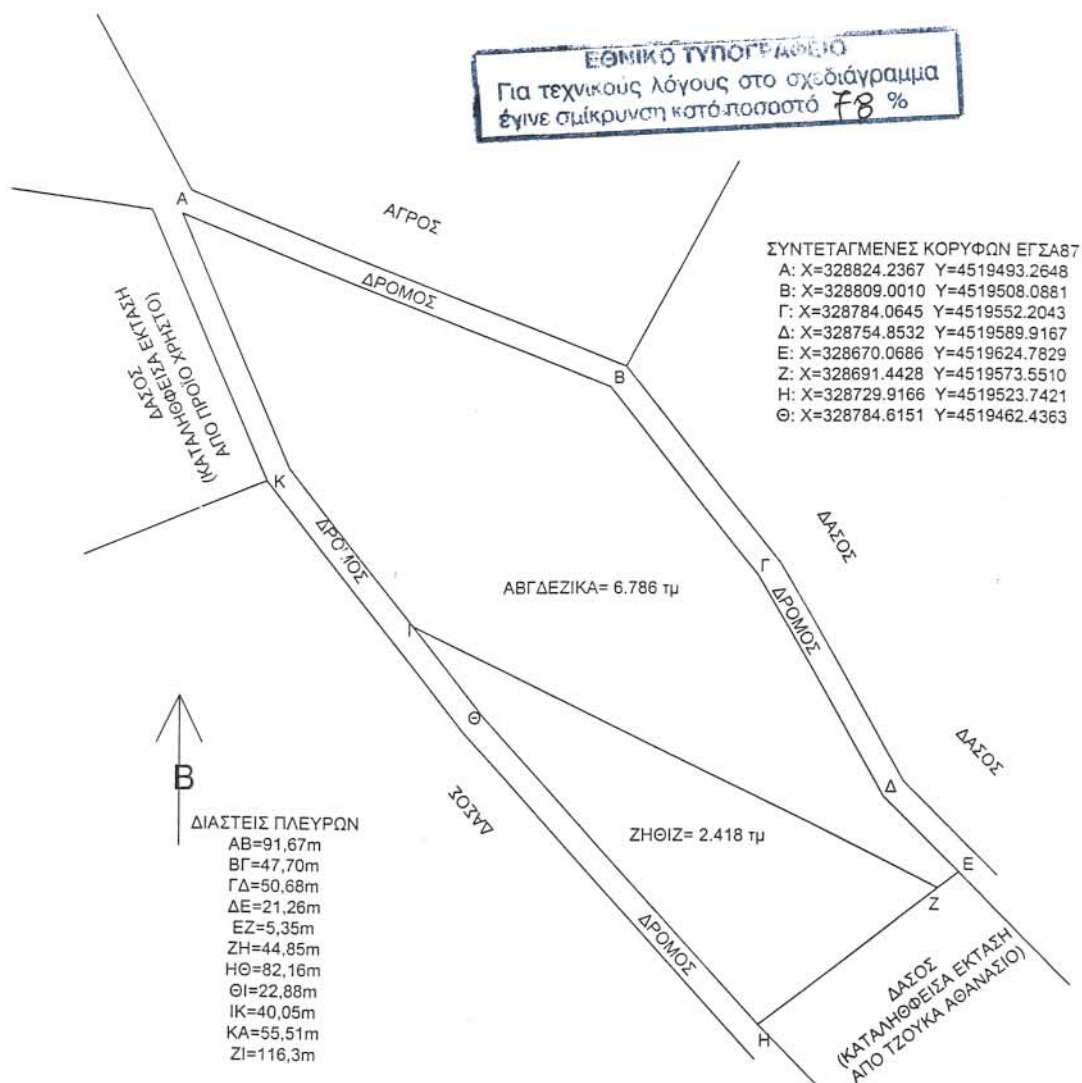 ΕΘΝΙΚΟ ΤΥΠΟΓΡΑΦΕΙΟ
Για τεχνικούς λόγους στο σχεδιάγραμμα
έγινε σμίκρυνση κατά ποσοστό 78 %
Α
ΑΓΡΟΣ
ΔΡΟΜΟΣ
ΣΥΝΤΕΤΑΓΜΕΝΕΣ ΚΟΡΥΦΩΝ ΕΓΣΑ87
Α: Χ=328824.2367 Υ=4519493.2648
Β: Χ=328809.0010 Υ=4519508.0881
Γ: Χ=328784.0645 Υ=4519552.2043
Δ: Χ=328754.8532 Υ=4519589.9167
Ε: Χ=328670.0686 Υ=4519624.7829
Ζ: Χ=328691.4428 Υ=4519573.5510
Η: Χ=328729.9166 Υ=4519523.7421
Θ: Χ=328784.6151 Υ=4519462.4363
ΔΑΣΟΣ
(ΚΑΤΑΛΗΦΘΕΙΣΑ ΕΚΤΑΣΗ
ΑΠΟ ΠΡΟΪΟ ΧΡΗΣΤΟ)
Β
Κ
ΔΡΟΜΟΣ
ΔΑΣΟΣ
Γ
ΔΡΟΜΟΣ
ΑΒΓΔΕΖΙΚΑ= 6.786 τμ
Ι
Θ
ΔΑΣΟΣ
Δ
Β
ΔΑΣΟΣ
ΖΗΘΙΖ= 2.418 τμ
Ε
Ζ
ΔΙΑΣΤΕΙΣ ΠΛΕΥΡΩΝ
ΑΒ=91,67m
ΒΓ=47,70m
ΓΔ=50,68m
ΔΕ=21,26m
ΕΖ=5,35m
ΖΗ=44,85m
ΗΘ=82,16m
ΘΙ=22,88m
ΙΚ=40,05m
ΚΑ=55,51m
ΖΙ=116,3m
ΔΡΟΜΟΣ
Η
ΔΑΣΟΣ
(ΚΑΤΑΛΗΘΦΕΙΣΑ ΕΚΤΑΣΗ
ΑΠΟ ΤΖΟΥΚΑ ΑΘΑΝΑΣΙΟ)